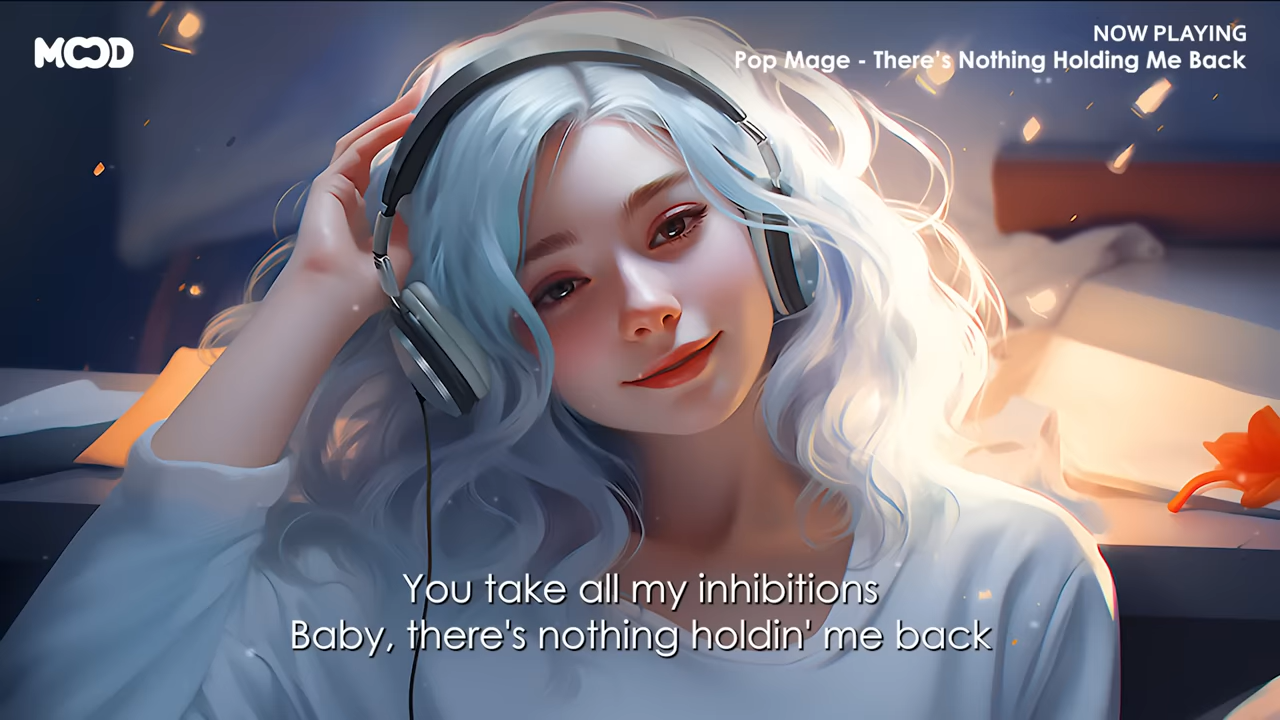 MOOD
NOW PLAYING
Pop Mage - There's Nothing Holding Me Back
You take all my inhibitions
Baby, there's nothing holdin' me back